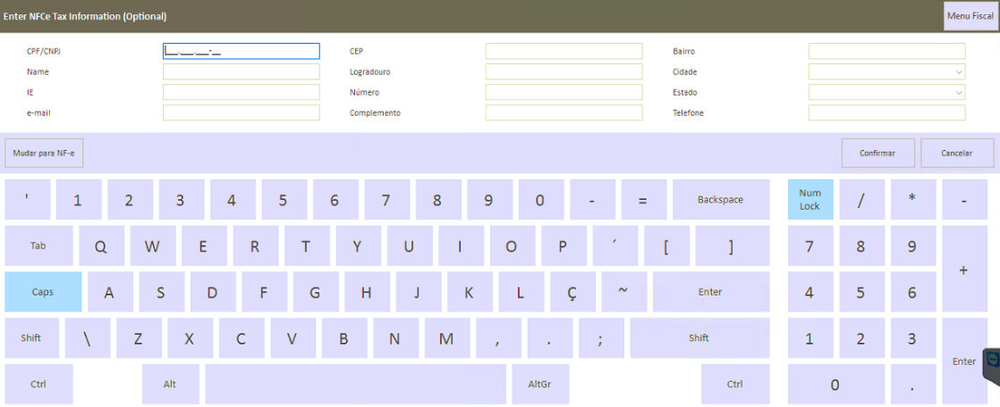 Enter NFCe Tax Information (Optional) Menu Fiscal
CPF/CNPJ __.__.__-__ CEP Bairro
Name Logradouro Cidade
IE Número Estado
e-mail Complemento Telefone
Mudar para NF-e Confirmar Cancelar
' 1 2 3 4 5 6 7 8 9 0 - = Backspace Num Lock / * -
Tab Q W E R T Y U I O P ´ [ ] 7 8 9 +
Caps A S D F G H J K L Ç ~ Enter 4 5 6
Shift \ Z X C V B N M , . ; Shift 1 2 3 Enter
Ctrl Alt AltGr Ctrl 0 .